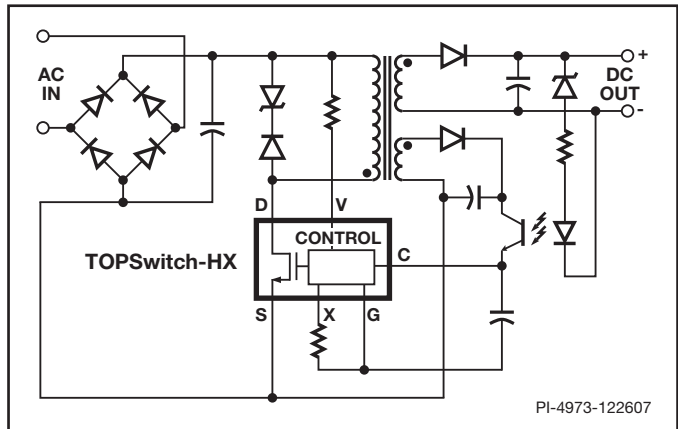 AC
IN
+
DC
OUT
-
D
V
CONTROL
TOPSwitch-HX
C
S
X
G
PI-4973-122607